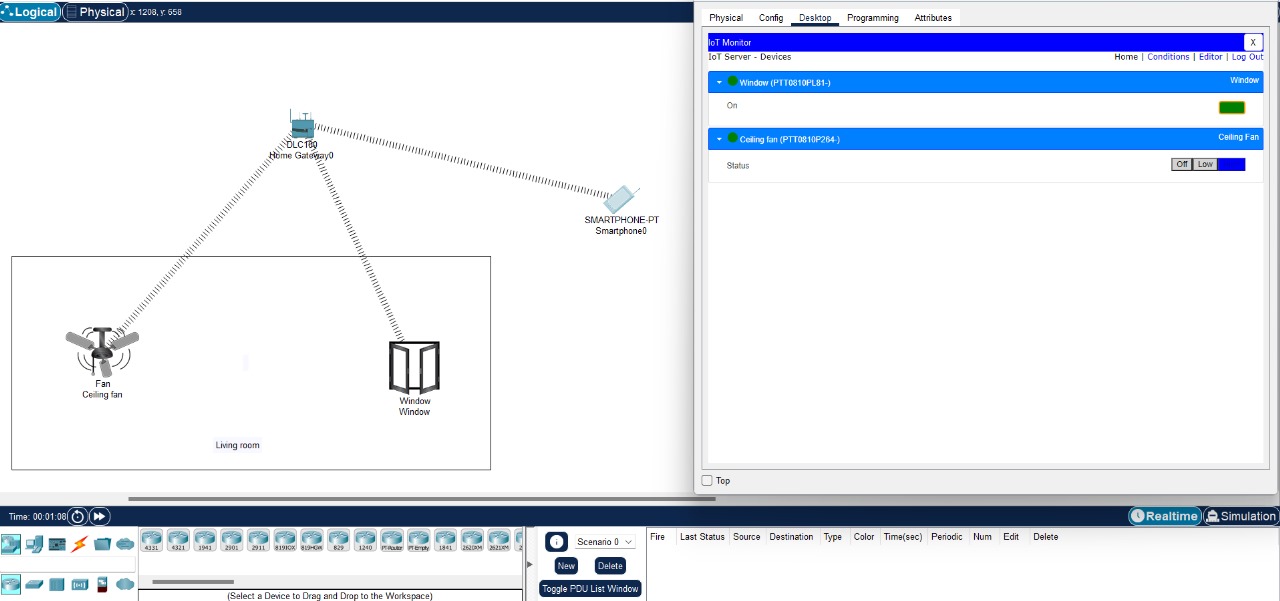 Logical
Physical
x: 1208, y: 658
Physical
Config
Desktop
Programming
Attributes
IoT Monitor
X
IoT Server - Devices
Home | Conditions | Editor | Log Out
Window (PTT0810PL81-)
Window
On
Ceiling fan (PTT0810P264-)
Ceiling Fan
Status
Off
Low
DLC100
Home Gateway0
SMARTPHONE-PT
Smartphone0
Fan
Ceiling fan
Window
Window
Living room
Top
Time: 00:01:08
Realtime
Simulation
4331
4321
1941
2901
2911
819IOX
819HGW
829
1240
PT-Router
PT-Empty
1841
2620XM
2621XM
2
(Select a Device to Drag and Drop to the Workspace)
Scenario 0
New
Delete
Toggle PDU List Window
Fire
Last Status
Source
Destination
Type
Color
Time(sec)
Periodic
Num
Edit
Delete